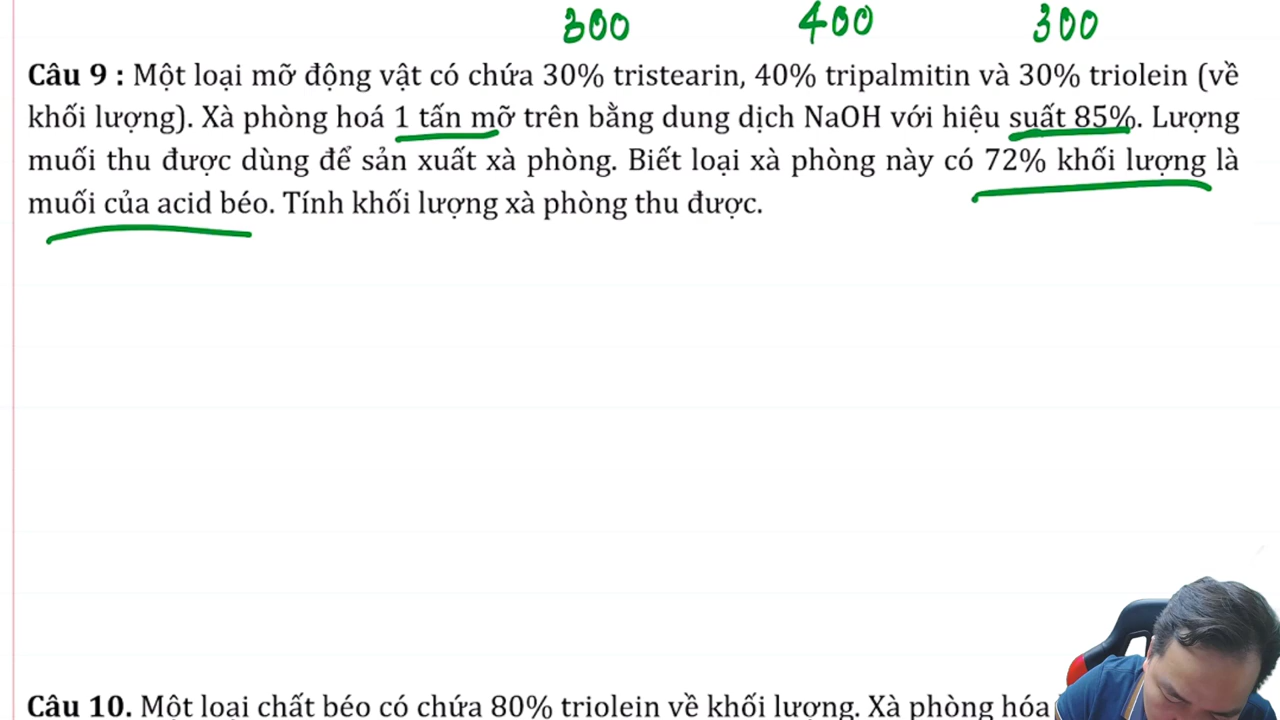 300 400 300
Câu 9 : Một loại mỡ động vật có chứa 30% tristearin, 40% tripalmitin và 30% triolein (về
khối lượng). Xà phòng hoá 1 tấn mỡ trên bằng dung dịch NaOH với hiệu suất 85%. Lượng
muối thu được dùng để sản xuất xà phòng. Biết loại xà phòng này có 72% khối lượng là
muối của acid béo. Tính khối lượng xà phòng thu được.
Câu 10. Một loại chất béo có chứa 80% triolein về khối lượng. Xà phòng hóa